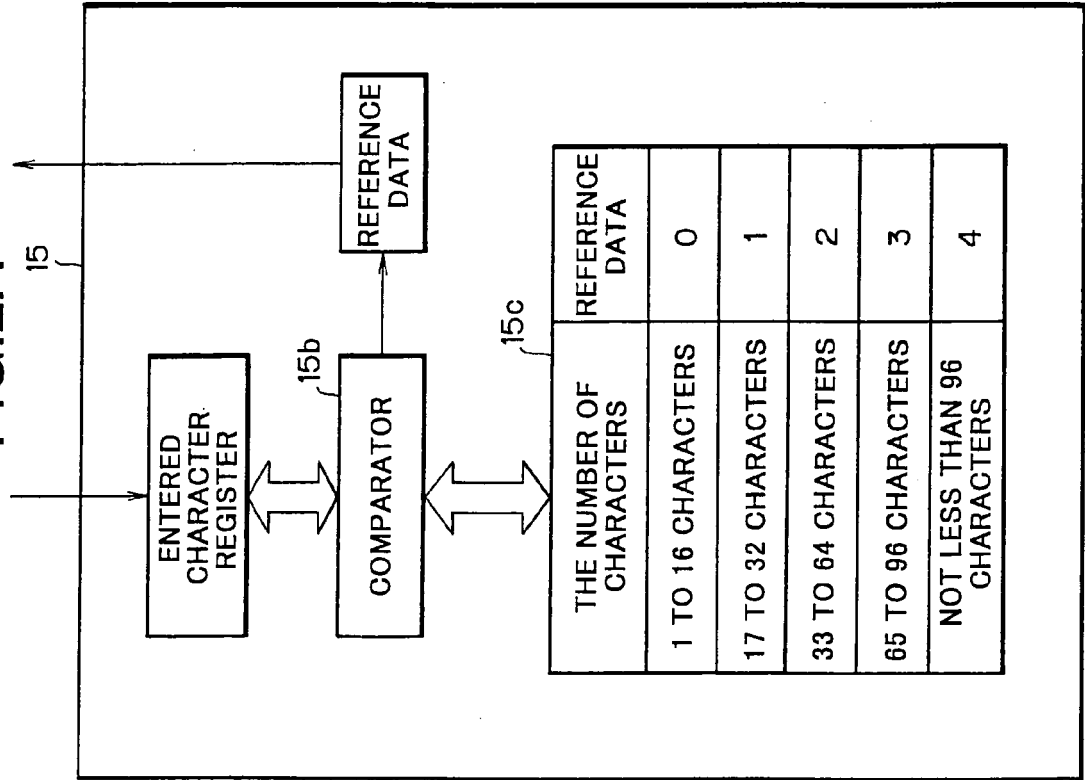 15
ENTERED
CHARACTER
REGISTER
15b
COMPARATOR
REFERENCE
DATA
15c
THE NUMBER OF
CHARACTERS
REFERENCE
DATA
1 TO 16 CHARACTERS
0
17 TO 32 CHARACTERS
1
33 TO 64 CHARACTERS
2
65 TO 96 CHARACTERS
3
NOT LESS THAN 96
CHARACTERS
4